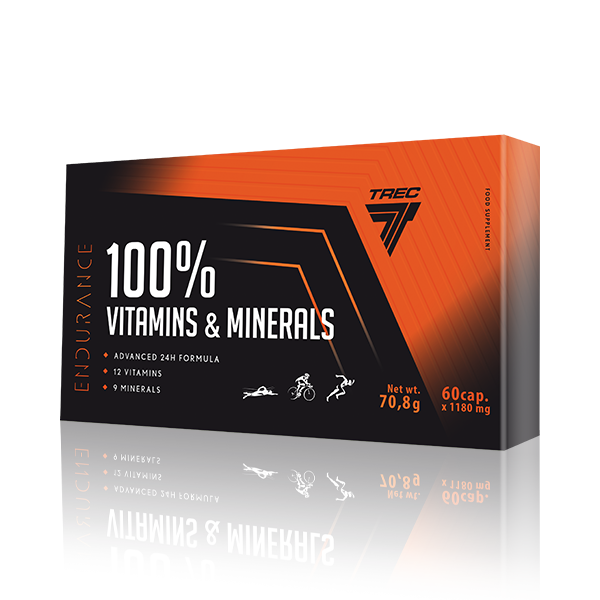 TREC
FOOD SUPPLEMENT
ENDURANCE
100%
VITAMINS & MINERALS
ADVANCED 24H FORMULA
12 VITAMINS
9 MINERALS
Net wt.
70,8g
60cap.
x 1180 mg